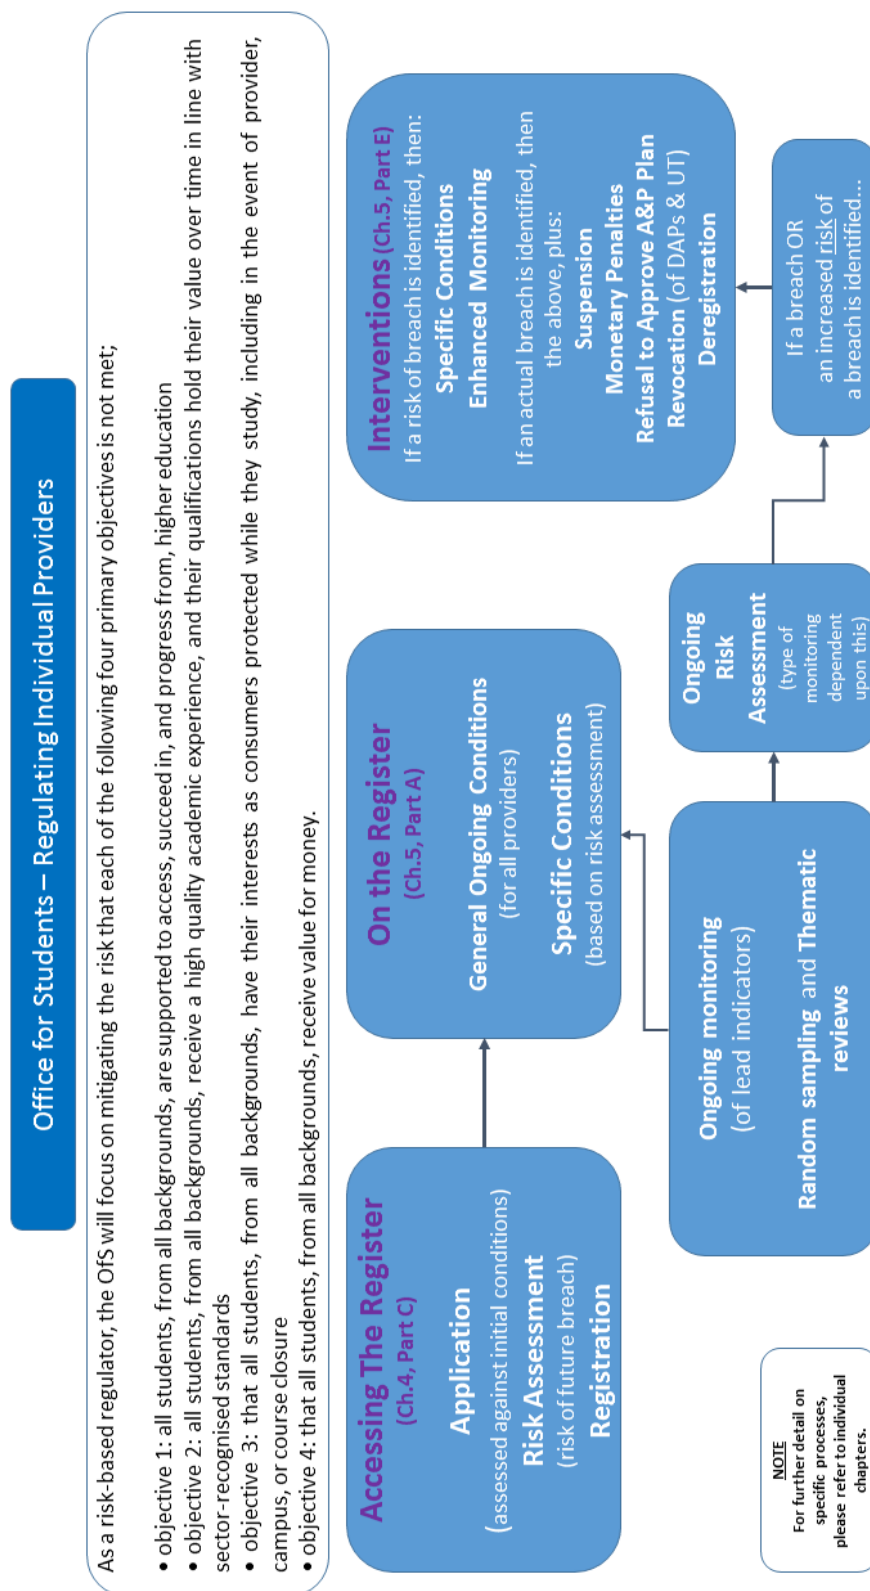 Office for Students – Regulating Individual Providers
As a risk-based regulator, the OfS will focus on mitigating the risk that each of the following four primary objectives is not met;
• objective 1: all students, from all backgrounds, are supported to access, succeed in, and progress from, higher education
• objective 2: all students, from all backgrounds, receive a high quality academic experience, and their qualifications hold their value over time in line with
sector-recognised standards
• objective 3: that all students, from all backgrounds, have their interests as consumers protected while they study, including in the event of provider,
campus, or course closure
• objective 4: that all students, from all backgrounds, receive value for money.
Accessing The Register
(Ch.4, Part C)
Application
(assessed against initial conditions)
Risk Assessment
(risk of future breach)
Registration
On the Register
(Ch.5, Part A)
General Ongoing Conditions
(for all providers)
Specific Conditions
(based on risk assessment)
Interventions (Ch.5, Part E)
If a risk of breach is identified, then:
Specific Conditions
Enhanced Monitoring
If an actual breach is identified, then
the above, plus:
Suspension
Monetary Penalties
Refusal to Approve A&P Plan
Revocation (of DAPs & UT)
Deregistration
NOTE
For further detail on
specific processes,
please refer to individual
chapters.
Ongoing monitoring
(of lead indicators)
Random sampling and Thematic
reviews
Ongoing
Risk
Assessment
(type of
monitoring
dependent
upon this)
If a breach OR
an increased risk of
a breach is identified...